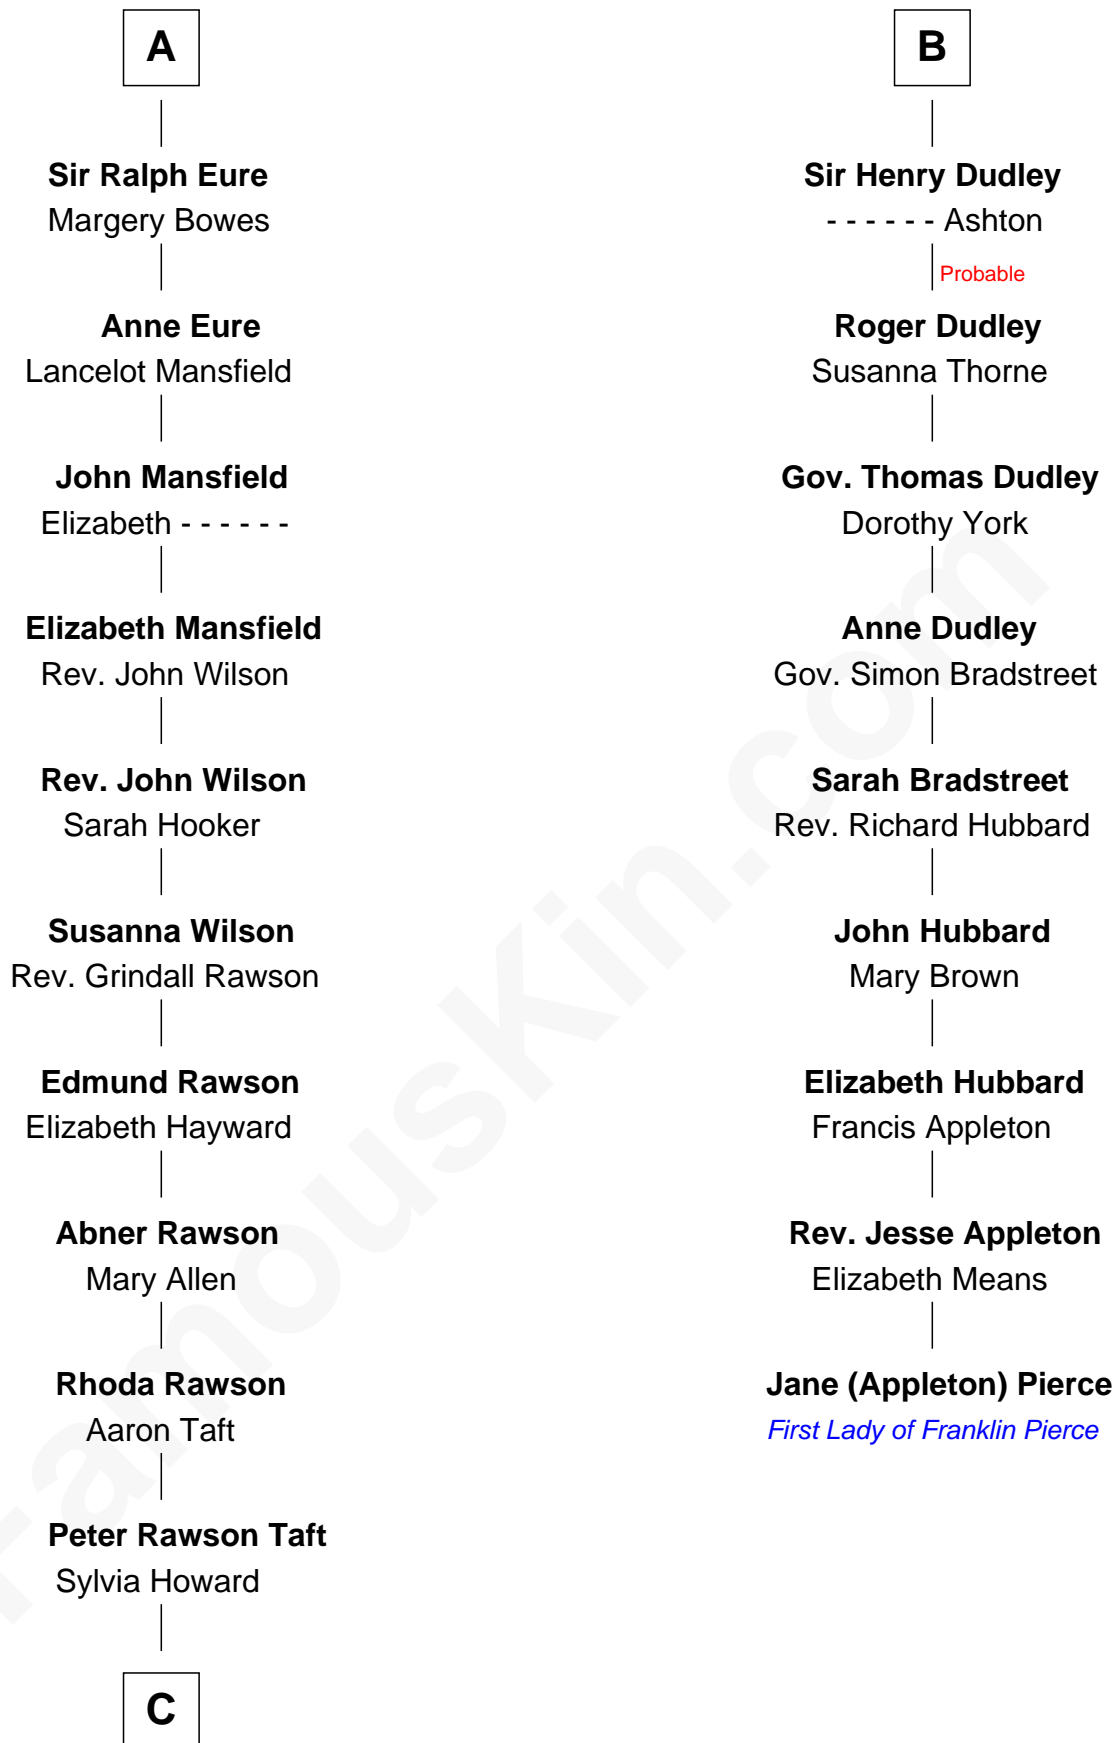 A
Sir Ralph Eure
Margery Bowes
Anne Eure
Lancelot Mansfield
John Mansfield
Elizabeth - - - - - -
Elizabeth Mansfield
Rev. John Wilson
Rev. John Wilson
Sarah Hooker
Susanna Wilson
Rev. Grindall Rawson
Edmund Rawson
Elizabeth Hayward
Abner Rawson
Mary Allen
Rhoda Rawson
Aaron Taft
Peter Rawson Taft
Sylvia Howard
C
B
Sir Henry Dudley
- - - - - - Ashton
Probable
Roger Dudley
Susanna Thorne
Gov. Thomas Dudley
Dorothy York
Anne Dudley
Gov. Simon Bradstreet
Sarah Bradstreet
Rev. Richard Hubbard
John Hubbard
Mary Brown
Elizabeth Hubbard
Francis Appleton
Rev. Jesse Appleton
Elizabeth Means
Jane (Appleton) Pierce
First Lady of Franklin Pierce
FamousKin.com